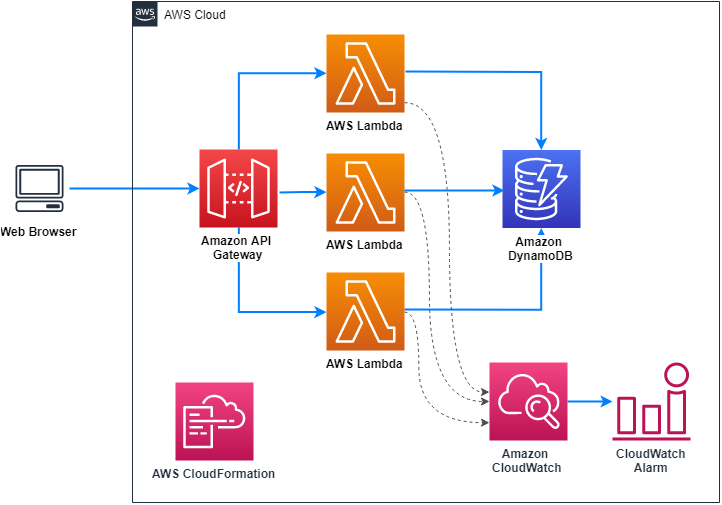 aws
AWS Cloud
AWS Lambda
Web Browser
Amazon API
Gateway
AWS Lambda
Amazon
DynamoDB
AWS Lambda
AWS CloudFormation
Amazon
CloudWatch
CloudWatch
Alarm